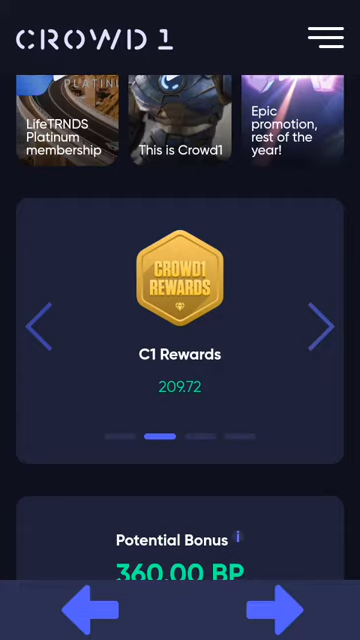 CROWD 1
PLATINU
LifeTRNDS
Platinum
membership
This is Crowd1
Epic
promotion,
rest of the
year!
CROWD1
REWARDS
C1 Rewards
209.72
Potential Bonus i
360.00 BP